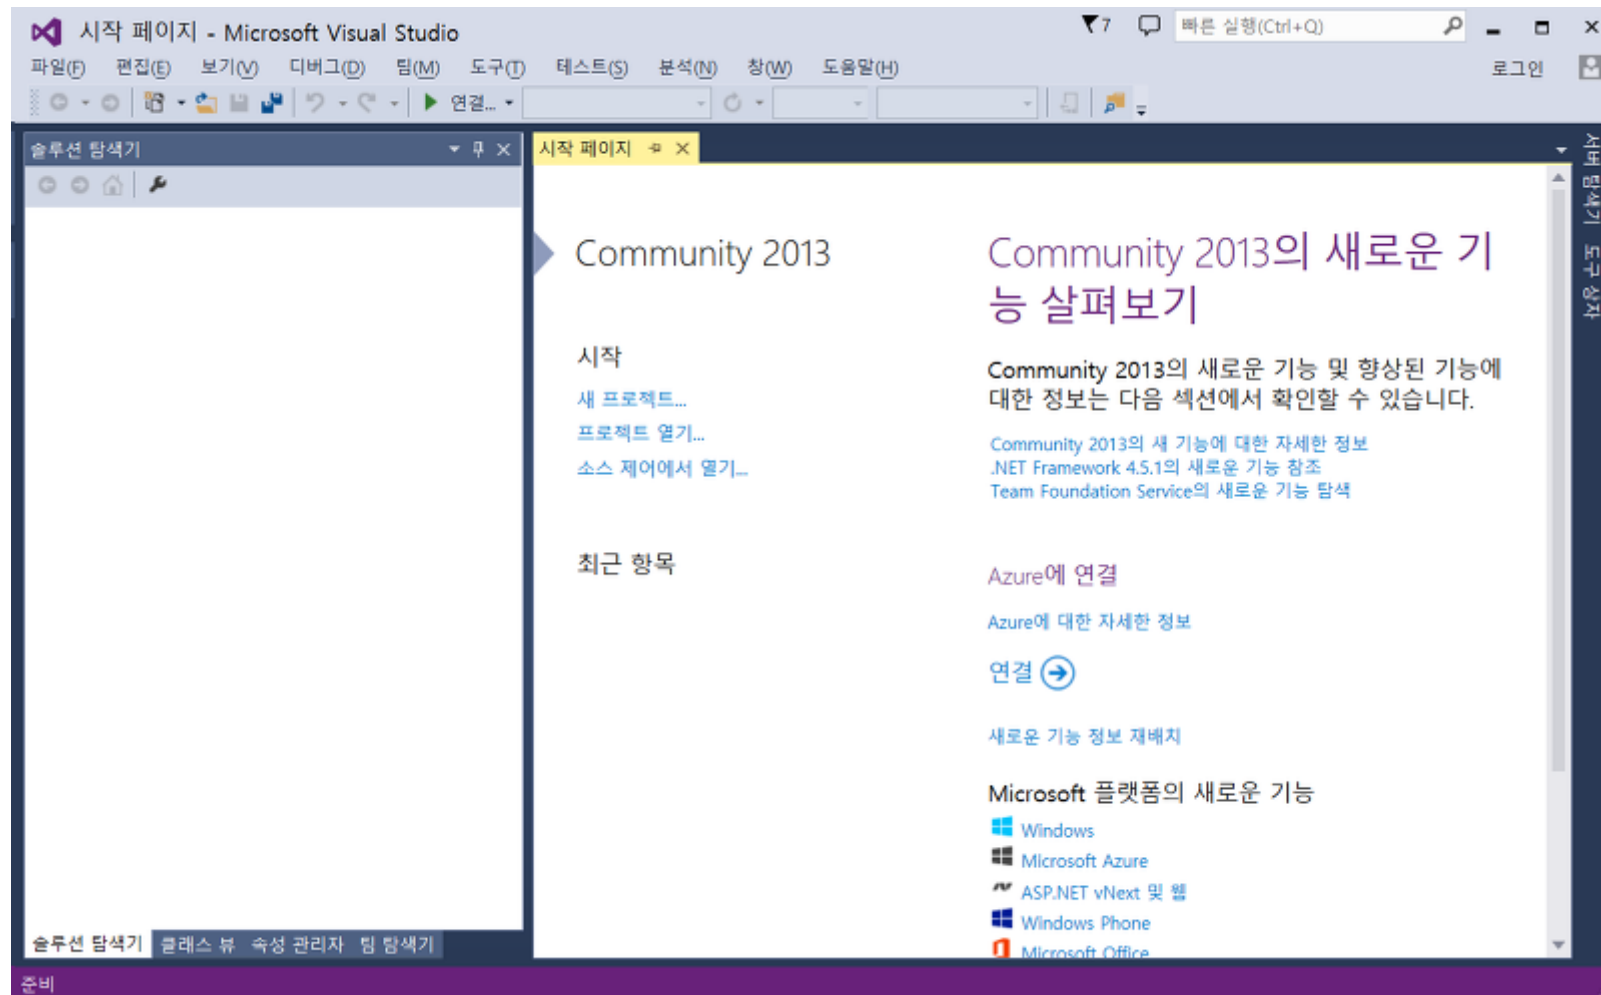 시작 페이지 - Microsoft Visual Studio
7
빠른 실행(Ctrl+Q)
파일(F) 편집(E) 보기(V) 디버그(D) 팀(M) 도구(T) 테스트(S) 분석(N) 창(W) 도움말(H)
로그인
연결...
솔루션 탐색기
시작 페이지
서버 탐색기
도구 상자
Community 2013
시작
새 프로젝트...
프로젝트 열기...
소스 제어에서 열기...
최근 항목
Community 2013의 새로운 기
능 살펴보기
Community 2013의 새로운 기능 및 향상된 기능에
대한 정보는 다음 섹션에서 확인할 수 있습니다.
Community 2013의 새 기능에 대한 자세한 정보
.NET Framework 4.5.1의 새로운 기능 참조
Team Foundation Service의 새로운 기능 탐색
Azure에 연결
Azure에 대한 자세한 정보
연결
새로운 기능 정보 재배치
Microsoft 플랫폼의 새로운 기능
Windows
Microsoft Azure
ASP.NET vNext 및 웹
Windows Phone
Microsoft Office
솔루션 탐색기 클래스 뷰 속성 관리자 팀 탐색기
준비